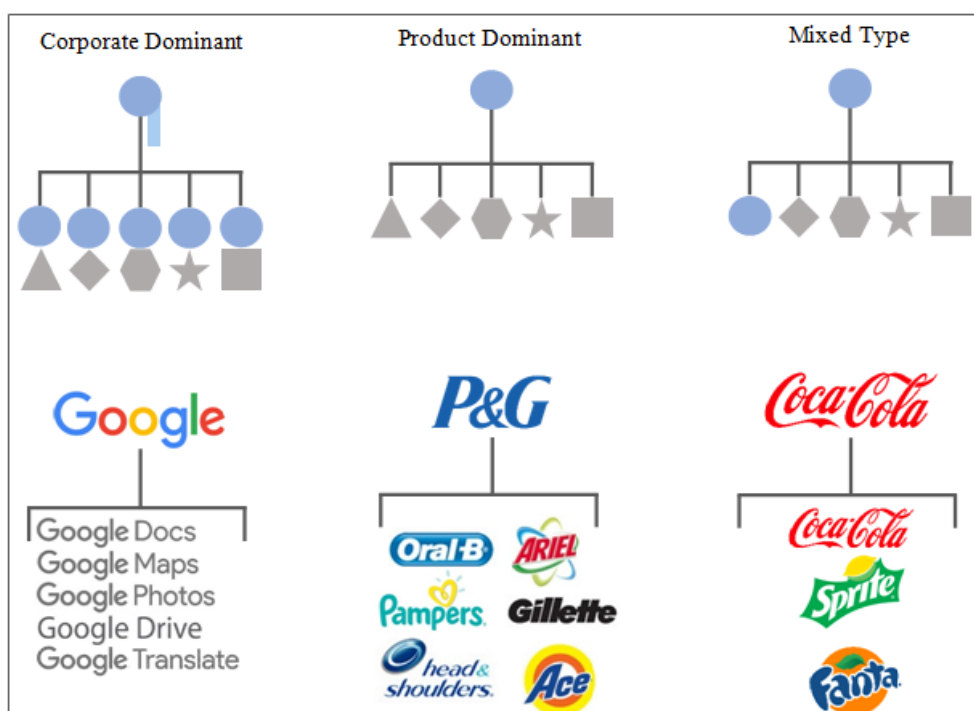 Corporate Dominant
Product Dominant
Mixed Type
Google
Google Docs
Google Maps
Google Photos
Google Drive
Google Translate
P&G
Oral-B
ARIEL
Pampers.
Gillette
head&
shoulders.
Ace
Coca-Cola
Coca-Cola
Sprite
Fanta